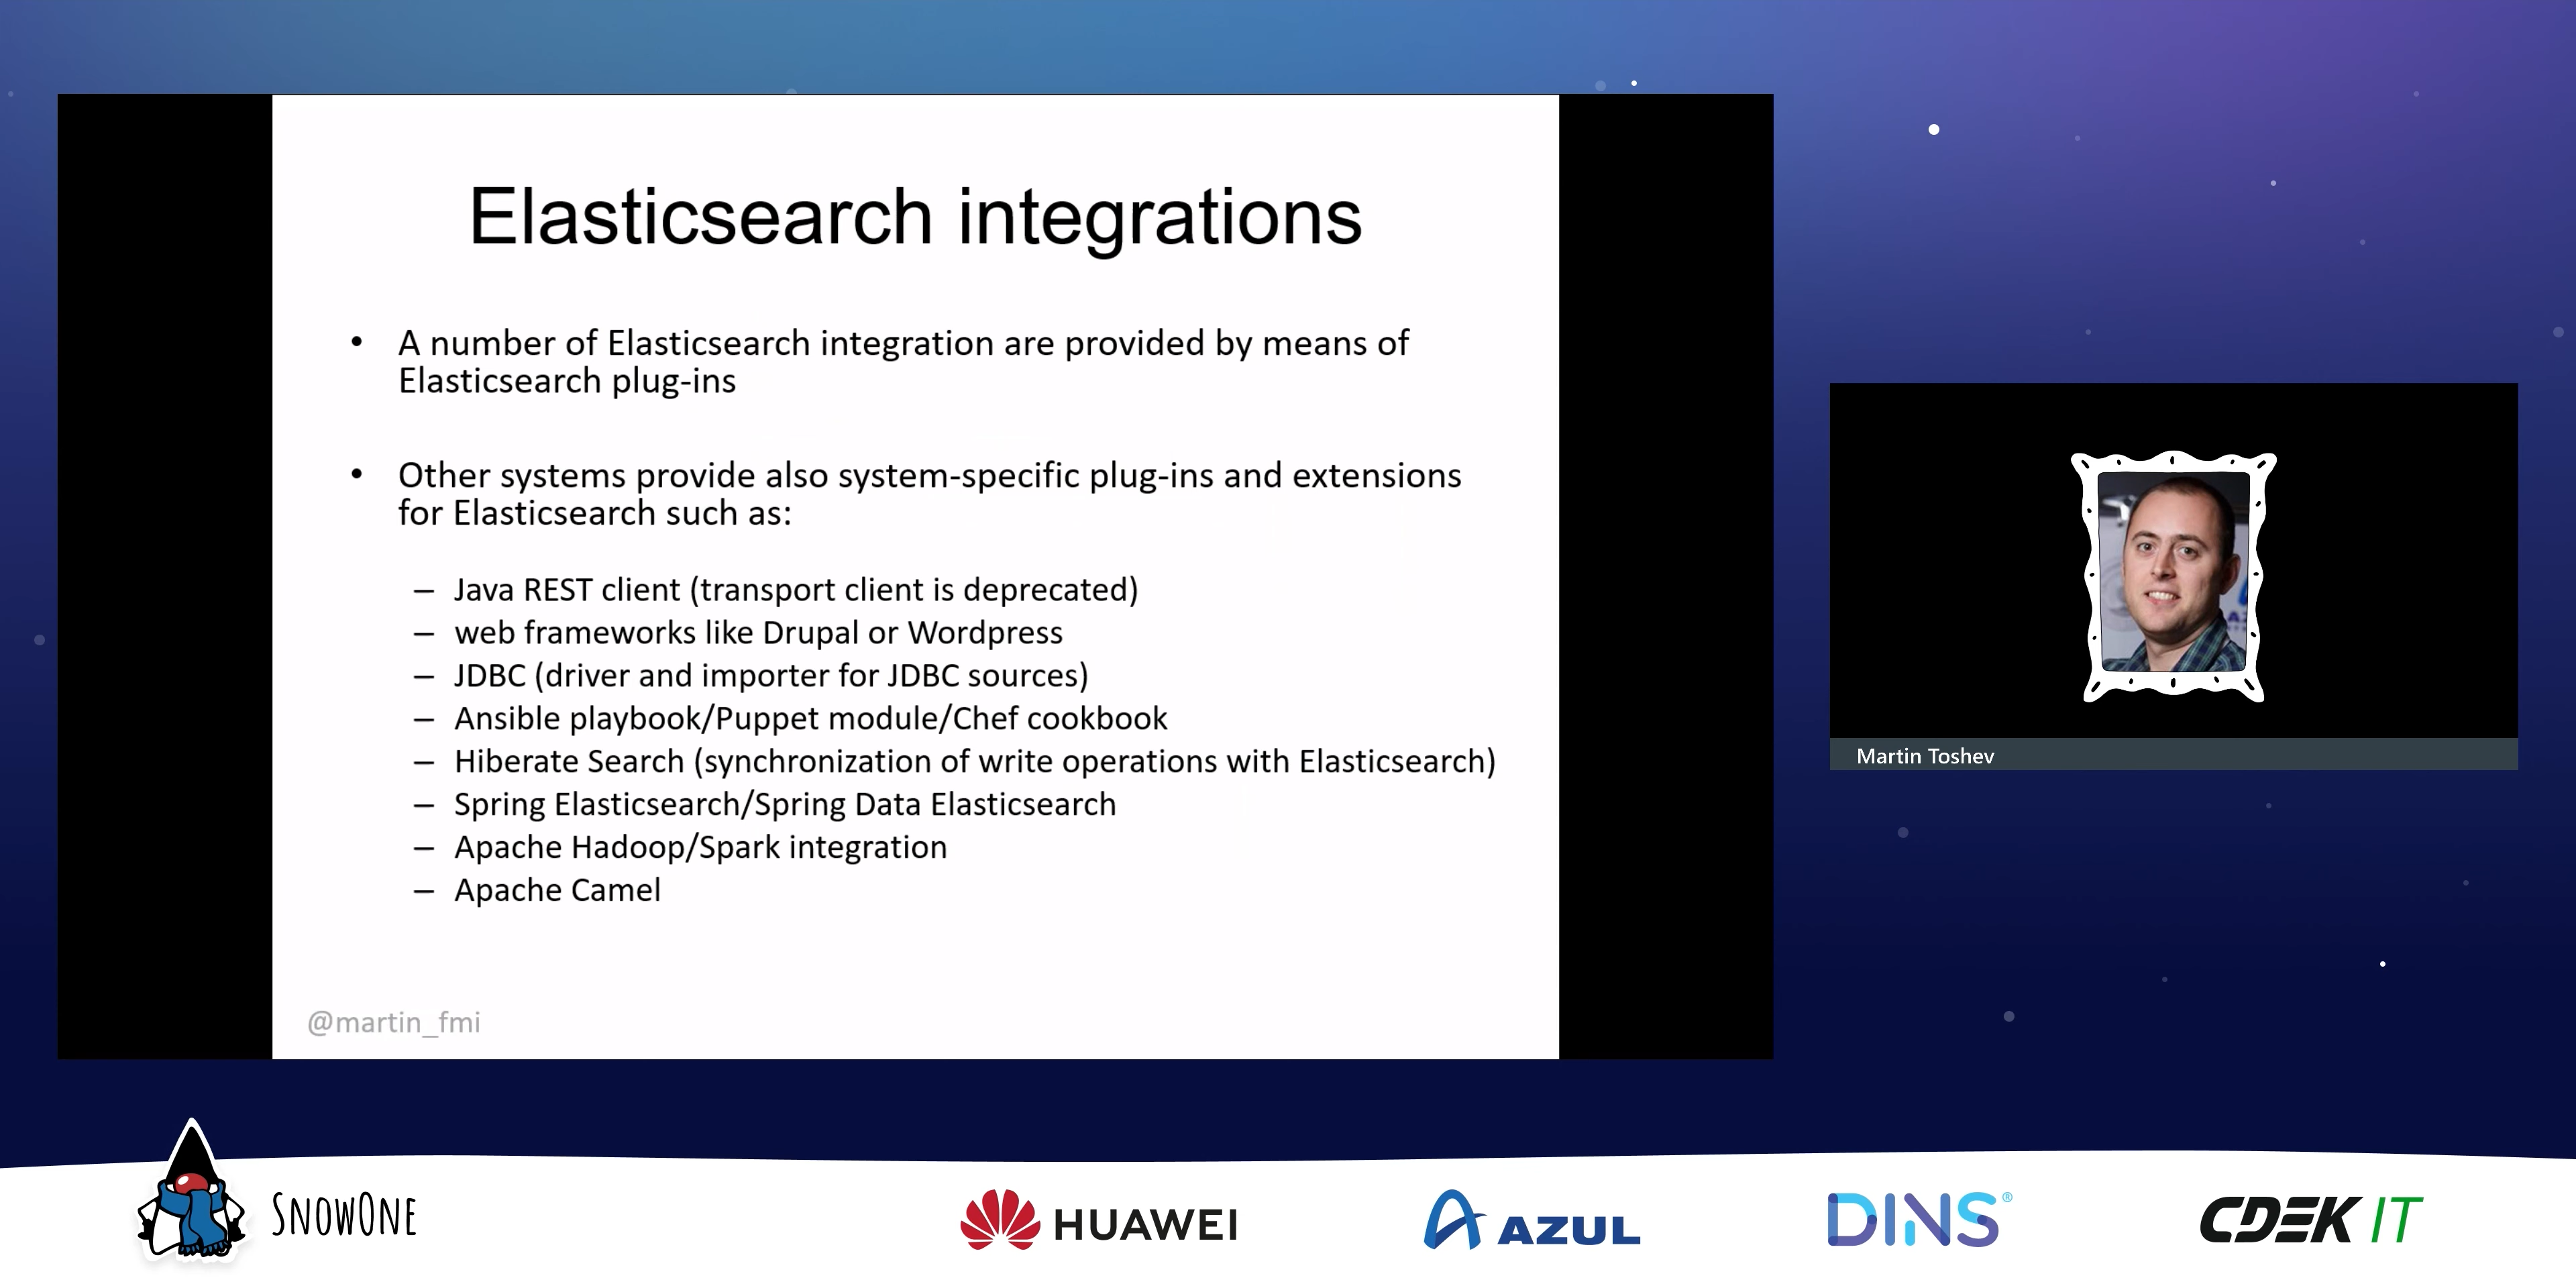 Elasticsearch integrations
• A number of Elasticsearch integration are provided by means of
Elasticsearch plug-ins
• Other systems provide also system-specific plug-ins and extensions
for Elasticsearch such as:
– Java REST client (transport client is deprecated)
– web frameworks like Drupal or Wordpress
– JDBC (driver and importer for JDBC sources)
– Ansible playbook/Puppet module/Chef cookbook
– Hiberate Search (synchronization of write operations with Elasticsearch)
– Spring Elasticsearch/Spring Data Elasticsearch
– Apache Hadoop/Spark integration
– Apache Camel
@martin_fmi
Martin Toshev
SNOWONE
HUAWEI
AZUL
DINS®
CDEK IT